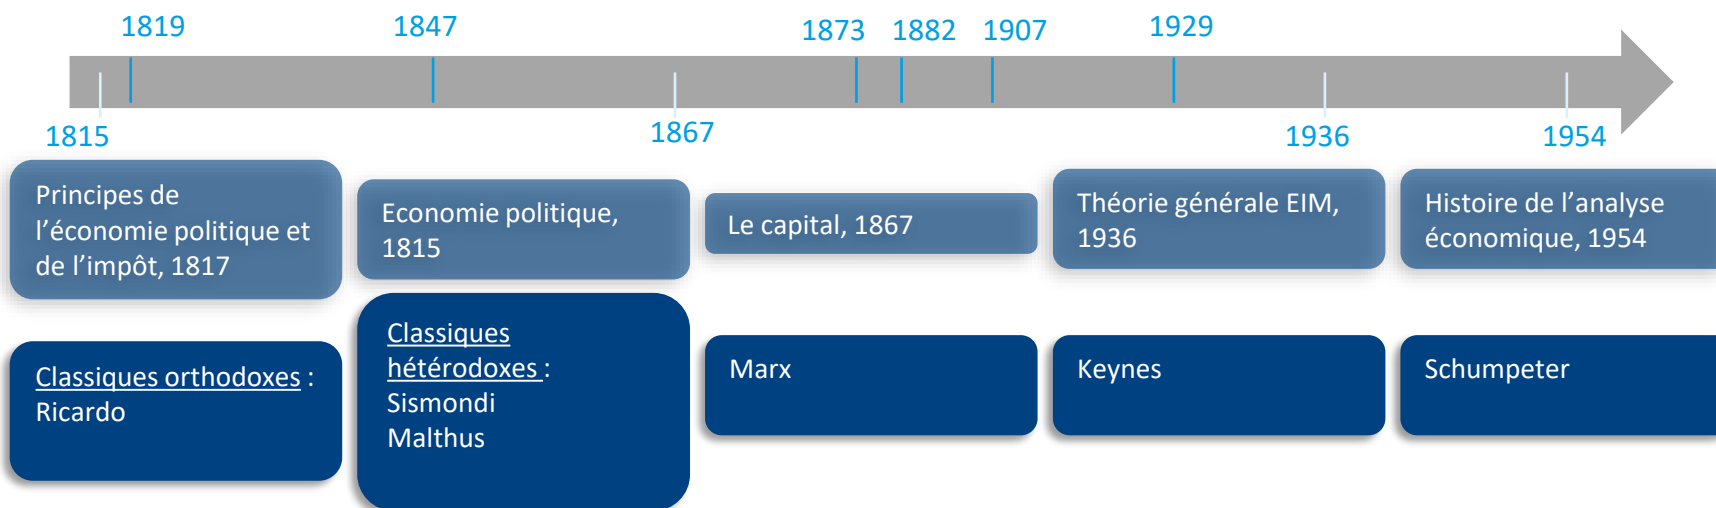 1819
1847
1873
1882
1907
1929
1815
1867
1936
1954
Principes de
l’économie politique et
de l’impôt, 1817
Economie politique,
1815
Le capital, 1867
Théorie générale EIM,
1936
Histoire de l’analyse
économique, 1954
Classiques orthodoxes :
Ricardo
Classiques
hétérodoxes :
Sismondi
Malthus
Marx
Keynes
Schumpeter